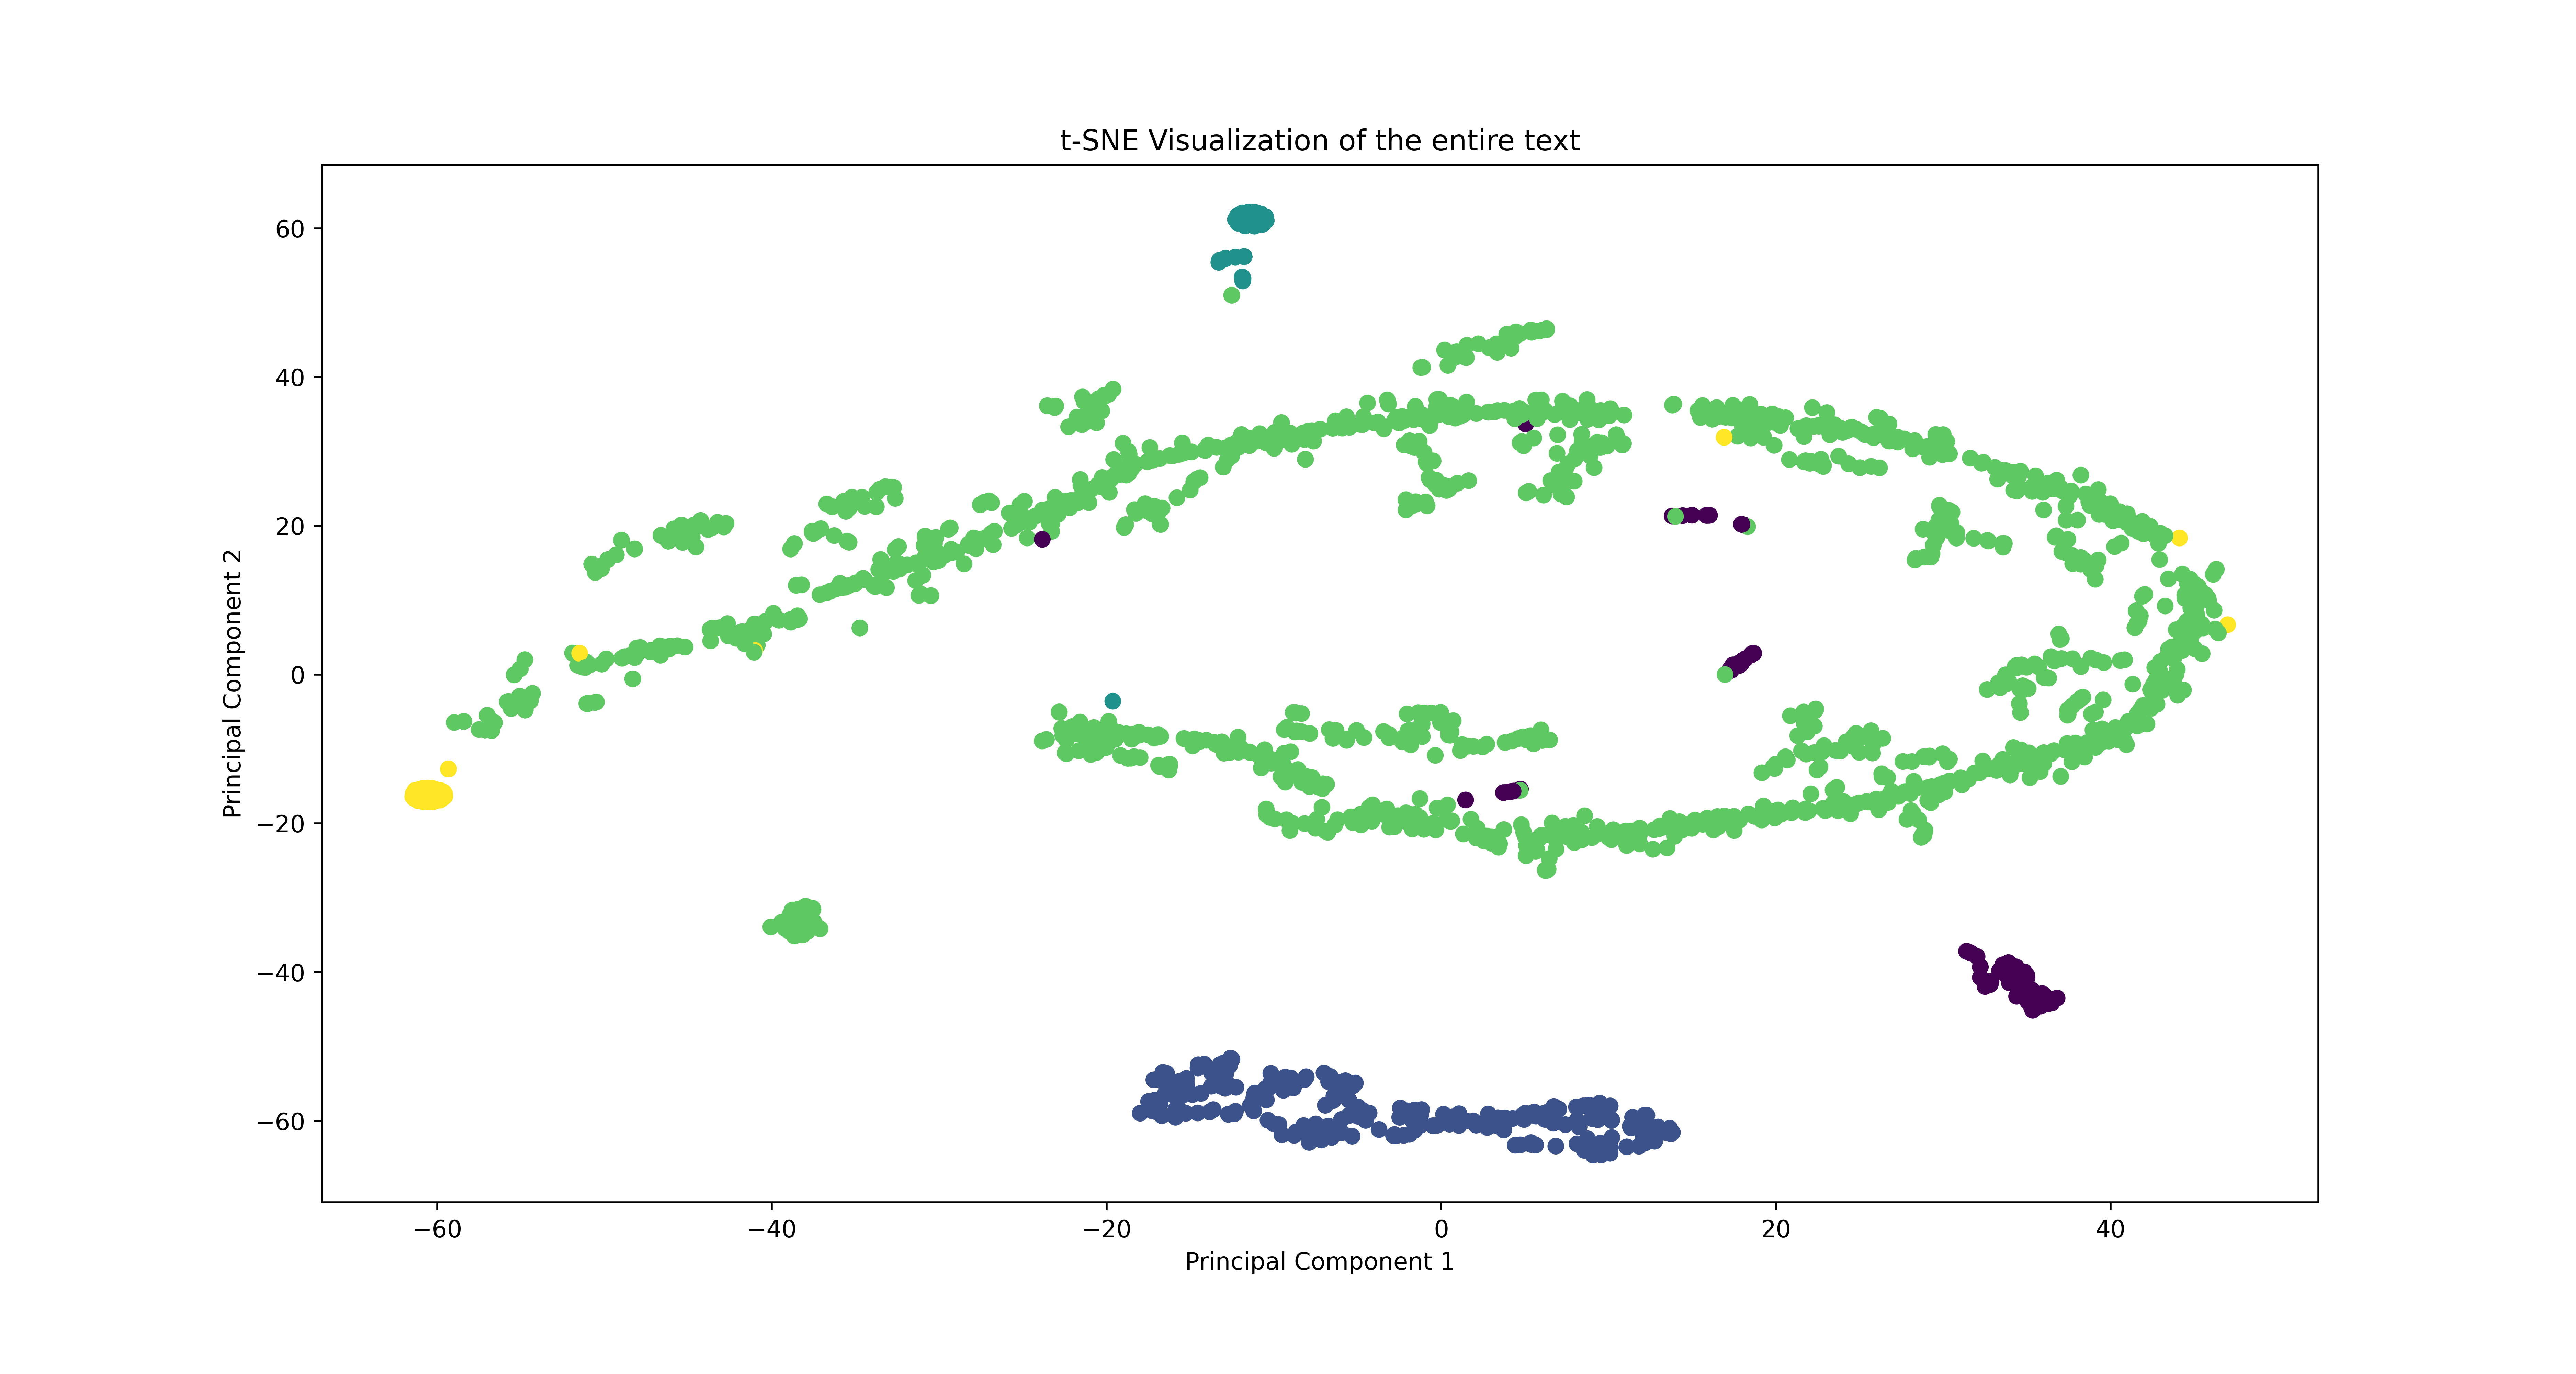 t-SNE Visualization of the entire text
60
40
20
0
−20
−40
−60
Principal Component 2
−60 −40 −20 0 20 40
Principal Component 1